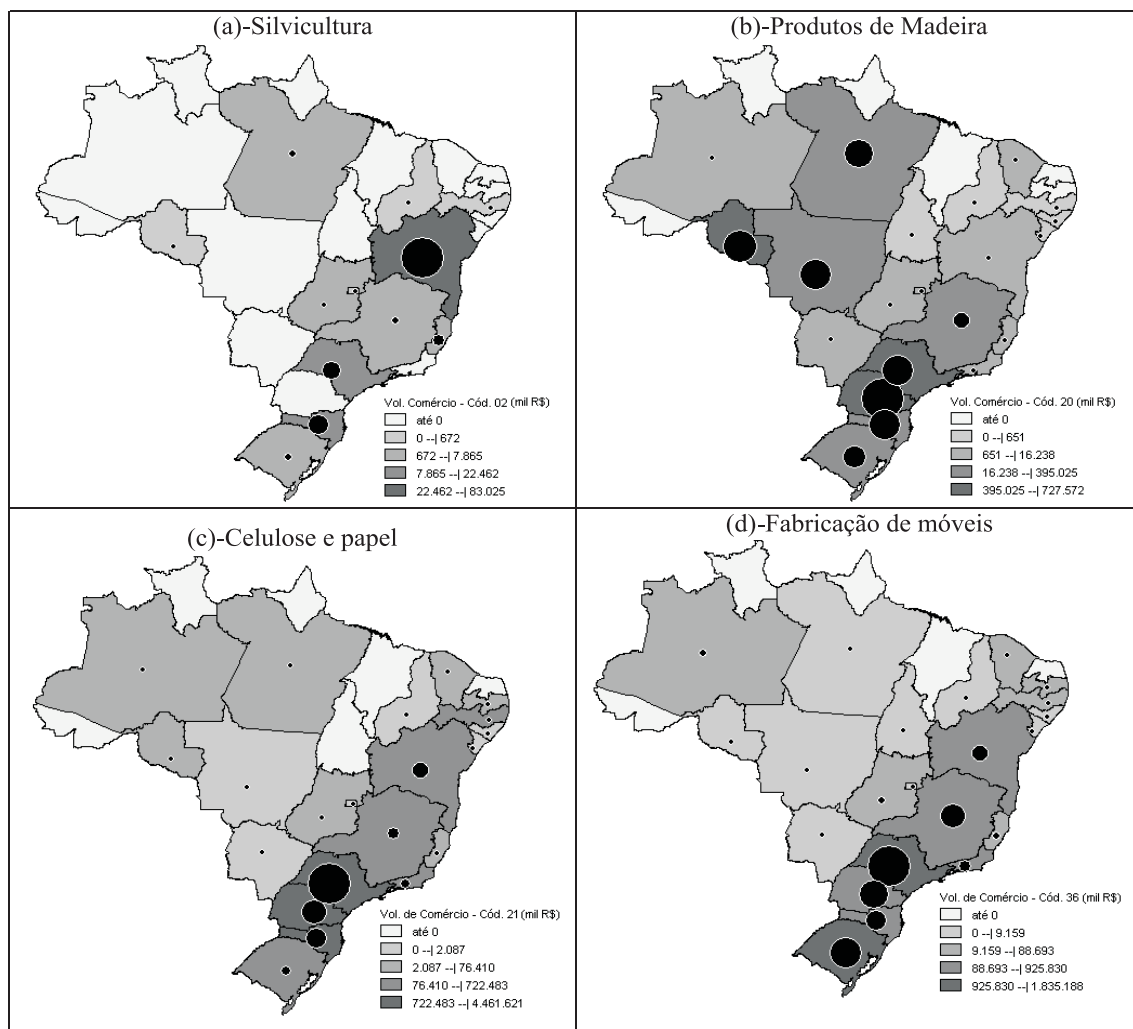 (a)-Silvicultura
Vol. Comércio - Cód. 02 (mil R$)
até 0
0 --| 672
672 --| 7.865
7.865 --| 22.462
22.462 --| 83.025
(b)-Produtos de Madeira
Vol. Comércio - Cód. 20 (mil R$)
até 0
0 --| 651
651 --| 16.238
16.238 --| 395.025
395.025 --| 727.572
(c)-Celulose e papel
Vol. de Comércio - Cód. 21 (mil R$)
até 0
0 --| 2.087
2.087 --| 76.410
76.410 --| 722.483
722.483 --| 4.461.621
(d)-Fabricação de móveis
Vol. de Comércio - Cód. 36 (mil R$)
até 0
0 --| 9.159
9.159 --| 88.693
88.693 --| 925.830
925.830 --| 1.835.188